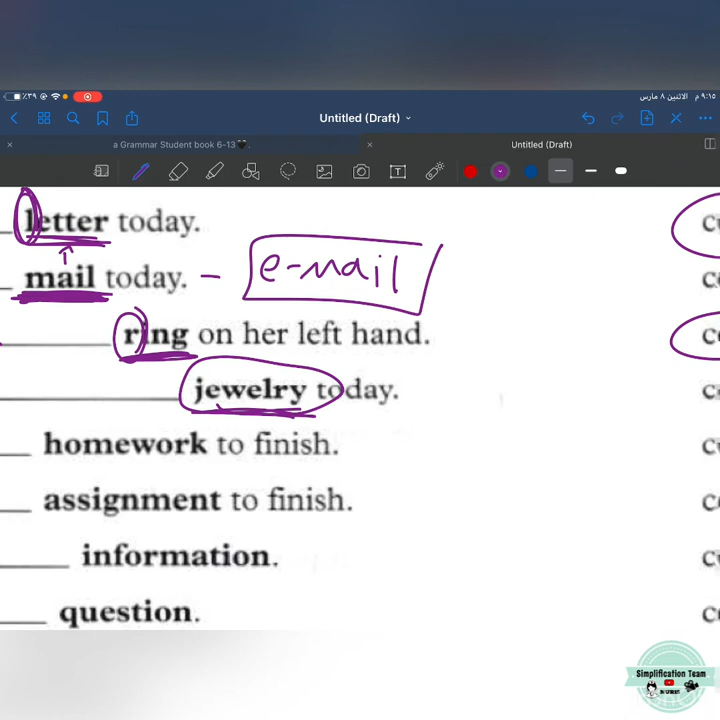 ٪٣٩
٩:١٥ م الاثنين ٨ مارس
Untitled (Draft)
a Grammar Student book 6-13🖤.
Untitled (Draft)
letter today.
mail today. - e-mail
ring on her left hand.
jewelry today.
homework to finish.
assignment to finish.
information.
question.
Simplification Team